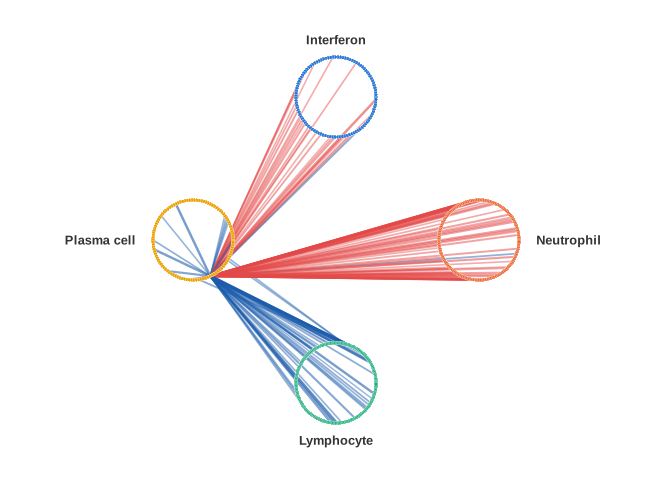 Interferon
Plasma cell
Neutrophil
Lymphocyte